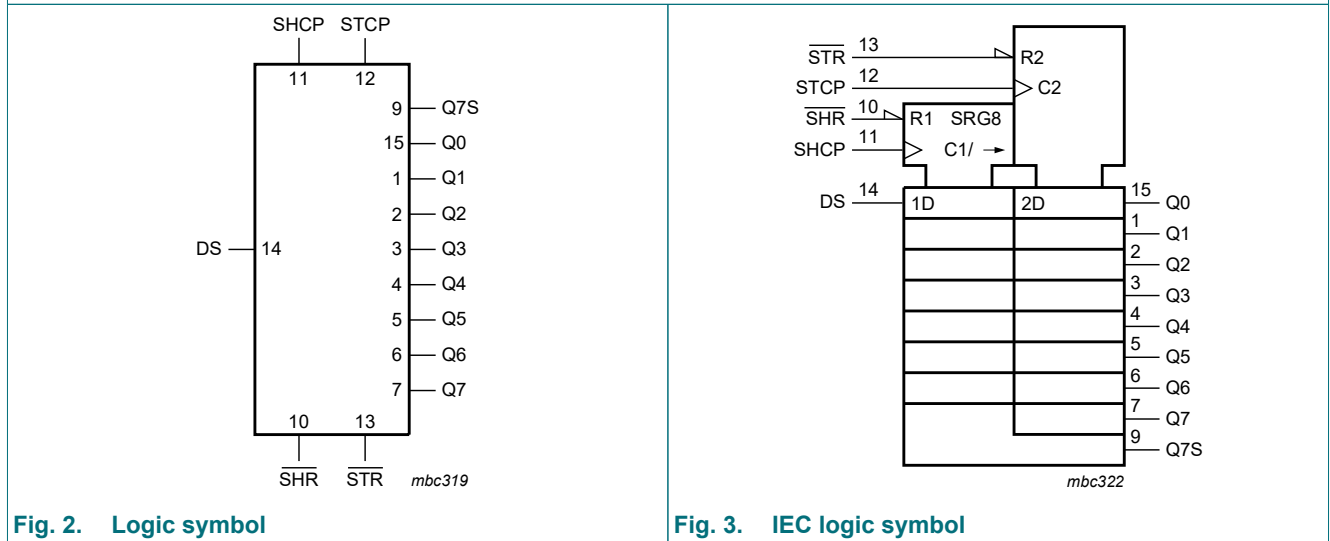 SHCP STCP
11 12
9 Q7S
15 Q0
1 Q1
2 Q2
DS 14 3 Q3
4 Q4
5 Q5
6 Q6
7 Q7
10 13
SHR STR mbc319
Fig. 2. Logic symbol
STR 13 R2
STCP 12 C2
SHR 10 R1 SRG8
SHCP 11 C1/ →
DS 14 1D 2D 15 Q0
1 Q1
2 Q2
3 Q3
4 Q4
5 Q5
6 Q6
7 Q7
9 Q7S
mbc322
Fig. 3. IEC logic symbol